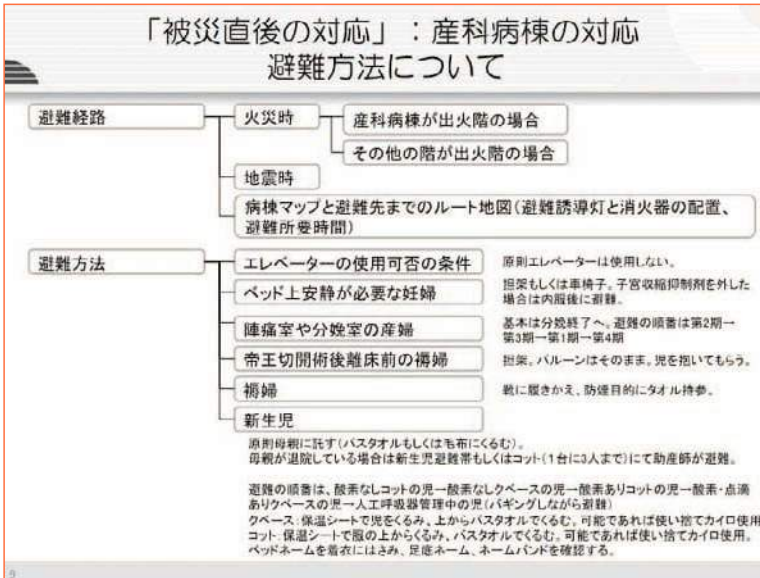 「被災直後の対応」：産科病棟の対応
避難方法について
避難経路
火災時
産科病棟が出火階の場合
その他の階が出火階の場合
地震時
病棟マップと避難先までのルート地図(避難誘導灯と消火器の配置、
避難所要時間)
避難方法
エレベーターの使用可否の条件
原則エレベーターは使用しない。
ベッド上安静が必要な妊婦
担架もしくは車椅子。子宮収縮抑制剤を外した
場合は内服後に避難。
陣痛室や分娩室の産婦
基本は分娩終了へ。避難の順番は第2期→
第3期→第1期→第4期
帝王切開術後離床前の褥婦
担架。バルーンはそのまま。児を抱いてもらう。
褥婦
靴に履きかえ、防煙目的にタオル持参。
新生児
原則母親に託す(バスタオルもしくは毛布にくるむ)。
母親が退院している場合は新生児避難帯もしくはコット(1台に3人まで)にて助産師が避難。
避難の順番は、酸素なしコットの児→酸素なしクベースの児→酸素ありコットの児→酸素・点滴
ありクベースの児→人工呼吸器管理中の児(バギングしながら避難)
クベース:保温シートで児をくるみ、上からバスタオルでくるむ。可能であれば使い捨てカイロ使用
コット:保温シートで服の上からくるみ、バスタオルでくるむ。可能であれば使い捨てカイロ使用。
ベッドネームを着衣にはさみ、足底ネーム、ネームバンドを確認する。
9